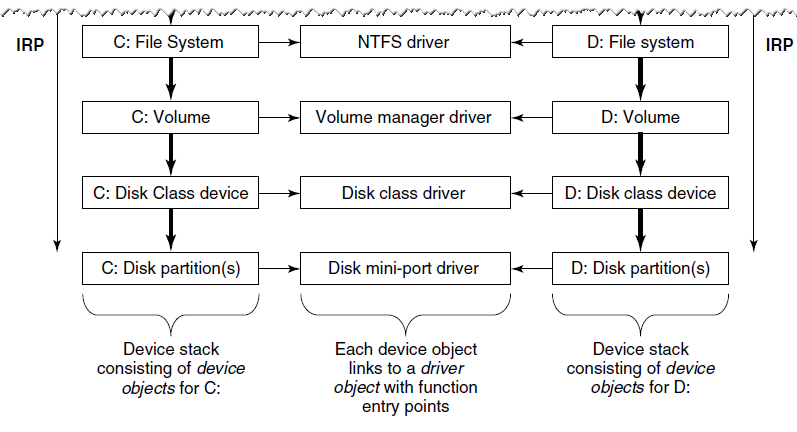 IRP
C: File System
NTFS driver
D: File system
IRP
C: Volume
Volume manager driver
D: Volume
C: Disk Class device
Disk class driver
D: Disk class device
C: Disk partition(s)
Disk mini-port driver
D: Disk partition(s)
Device stack
consisting of device
objects for C:
Each device object
links to a driver
object with function
entry points
Device stack
consisting of device
objects for D: